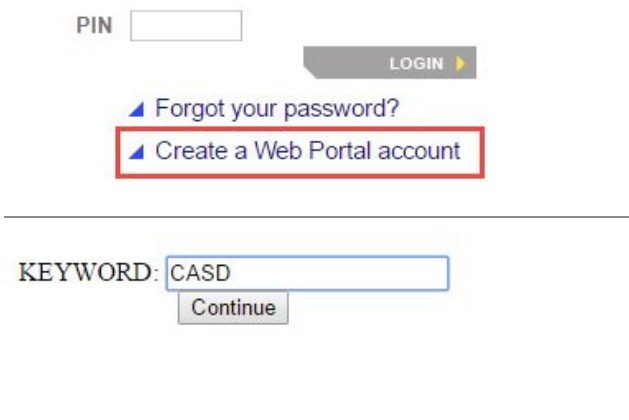 PIN
LOGIN
Forgot your password?
Create a Web Portal account
KEYWORD: CASD
Continue